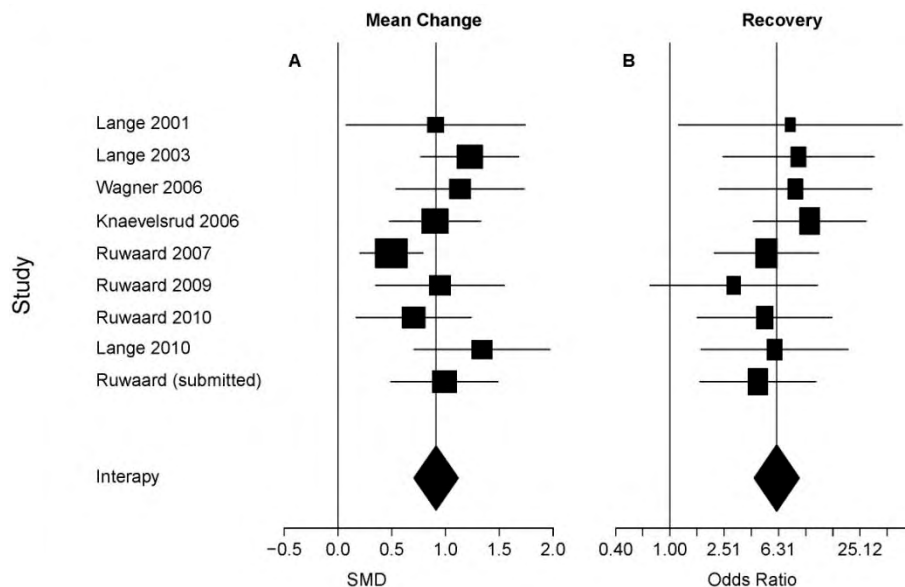 Mean Change
Recovery
A
B
Study
Lange 2001
Lange 2003
Wagner 2006
Knaevelsrud 2006
Ruwaard 2007
Ruwaard 2009
Ruwaard 2010
Lange 2010
Ruwaard (submitted)
Interapy
−0.5 0.0 0.5 1.0 1.5 2.0
0.40 1.00 2.51 6.31 25.12
SMD
Odds Ratio